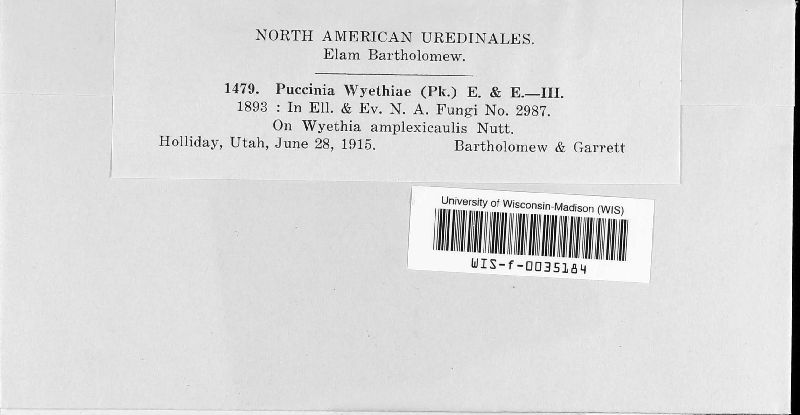 NORTH AMERICAN UREDINALES.
Elam Bartholomew.
1479. Puccinia Wyethiae (Pk.) E. & E.—III.
1893 : In Ell. & Ev. N. A. Fungi No. 2987.
On Wyethia amplexicaulis Nutt.
Holliday, Utah, June 28, 1915. Bartholomew & Garrett
University of Wisconsin-Madison (WIS)
WIS-f-0035184